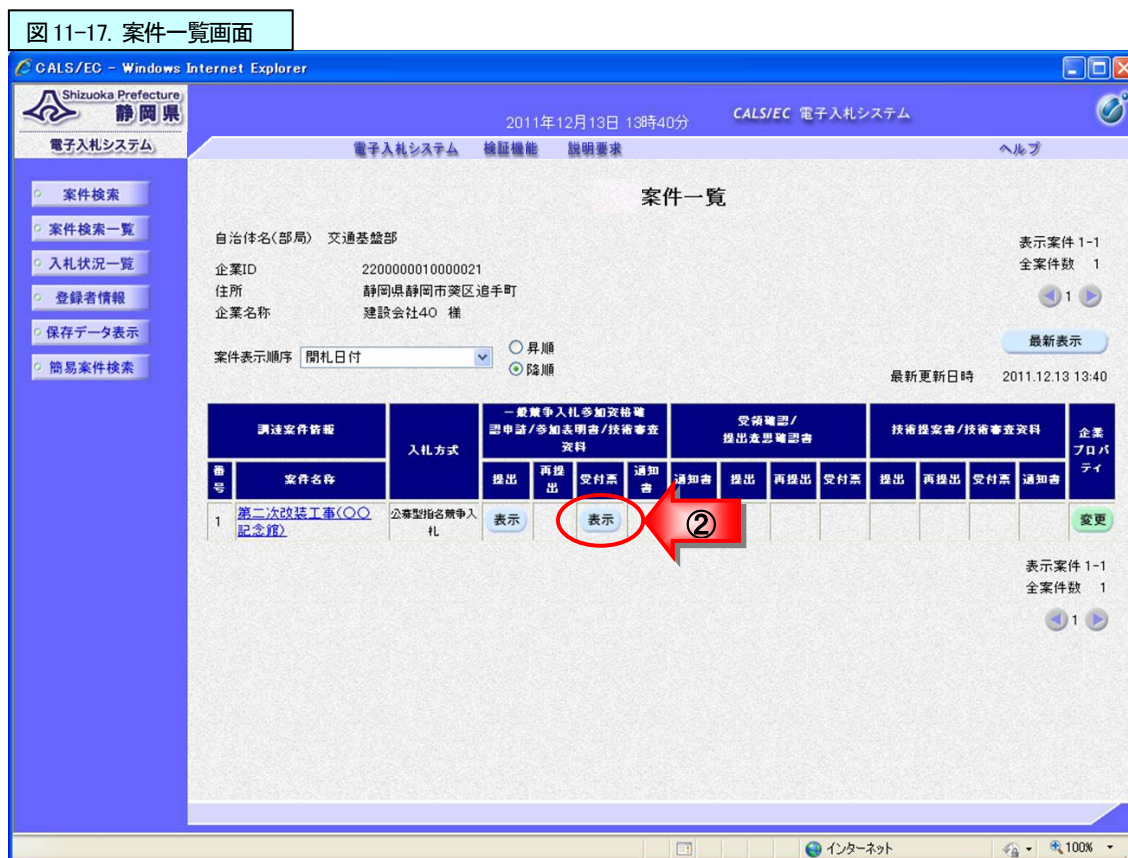 図 11-17. 案件一覧画面
CALS/EC - Windows Internet Explorer
Shizuoka Prefecture
静岡県
2011年12月13日 13時40分
CALS/EC 電子入札システム
電子入札システム
電子入札システム 検証機能 説明要求 ヘルプ
案件検索
案件検索一覧
入札状況一覧
登録者情報
保存データ表示
簡易案件検索
案件一覧
自治体名(部局) 交通基盤部
企業ID 2200000010000021
住所 静岡県静岡市葵区追手町
企業名称 建設会社40 様
表示案件 1-1
全案件数 1
1
案件表示順序 開札日付
昇順
降順
最新表示
最新更新日時 2011.12.13 13:40
調達案件情報
入札方式
一般競争入札参加資格確
認申請/参加表明書/技術審査
資料
受領確認/
提出意思確認書
技術提案書/技術審査資料
企業
プロパ
ティ
番号 案件名称 提出 再提出 受付票 通知書 通知書 提出 再提出 受付票 提出 再提出 受付票 通知書
1 第二次改装工事(〇〇
記念館)
公募型指名競争入
札
表示 表示 ② 変更
表示案件 1-1
全案件数 1
1
インターネット 100%